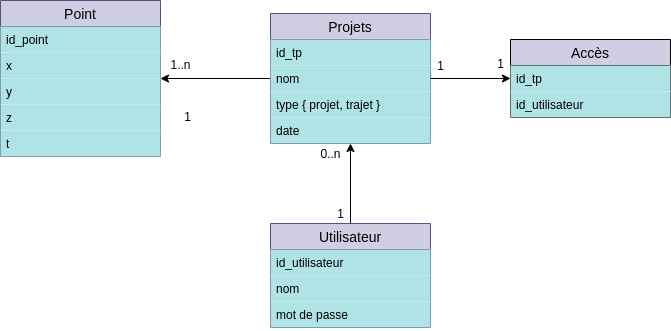 Point
id_point
x
y
z
t
1..n
1
Projets
id_tp
nom
type { projet, trajet }
date
1
1
Accès
id_tp
id_utilisateur
0..n
1
Utilisateur
id_utilisateur
nom
mot de passe